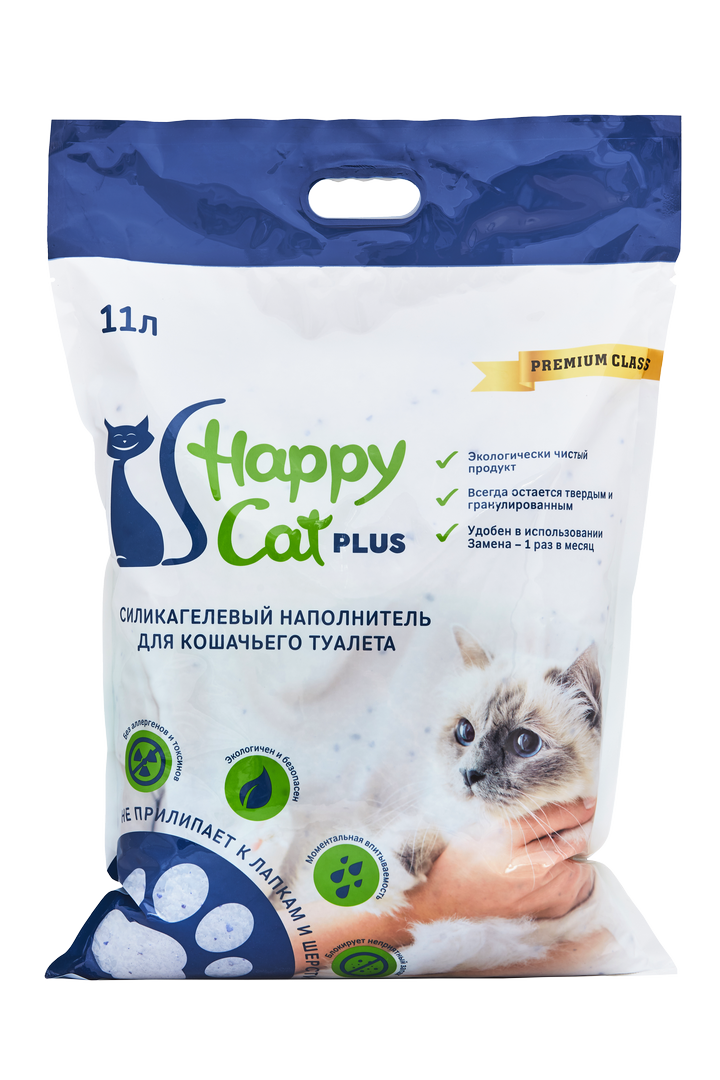 11л
PREMIUM CLASS
Happy
Cat PLUS
Экологически чистый
продукт
Всегда остается твердым и
гранулированным
Удобен в использовании
Замена – 1 раз в месяц
СИЛИКАГЕЛЕВЫЙ НАПОЛНИТЕЛЬ
ДЛЯ КОШАЧЬЕГО ТУАЛЕТА
Без аллергенов и токсинов
Экологичен и безопасен
НЕ ПРИЛИПАЕТ К ЛАПКАМ И
Моментальная впитываемость
Блокирует неприятный